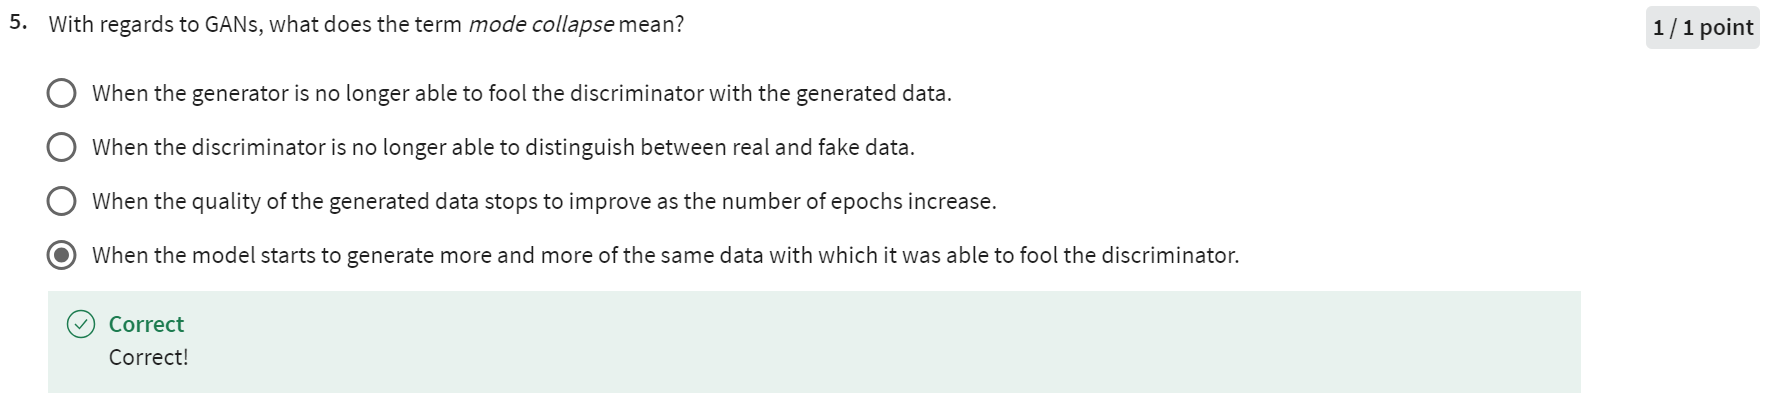 5. With regards to GANs, what does the term mode collapse mean?
1 / 1 point
When the generator is no longer able to fool the discriminator with the generated data.
When the discriminator is no longer able to distinguish between real and fake data.
When the quality of the generated data stops to improve as the number of epochs increase.
When the model starts to generate more and more of the same data with which it was able to fool the discriminator.
Correct
Correct!